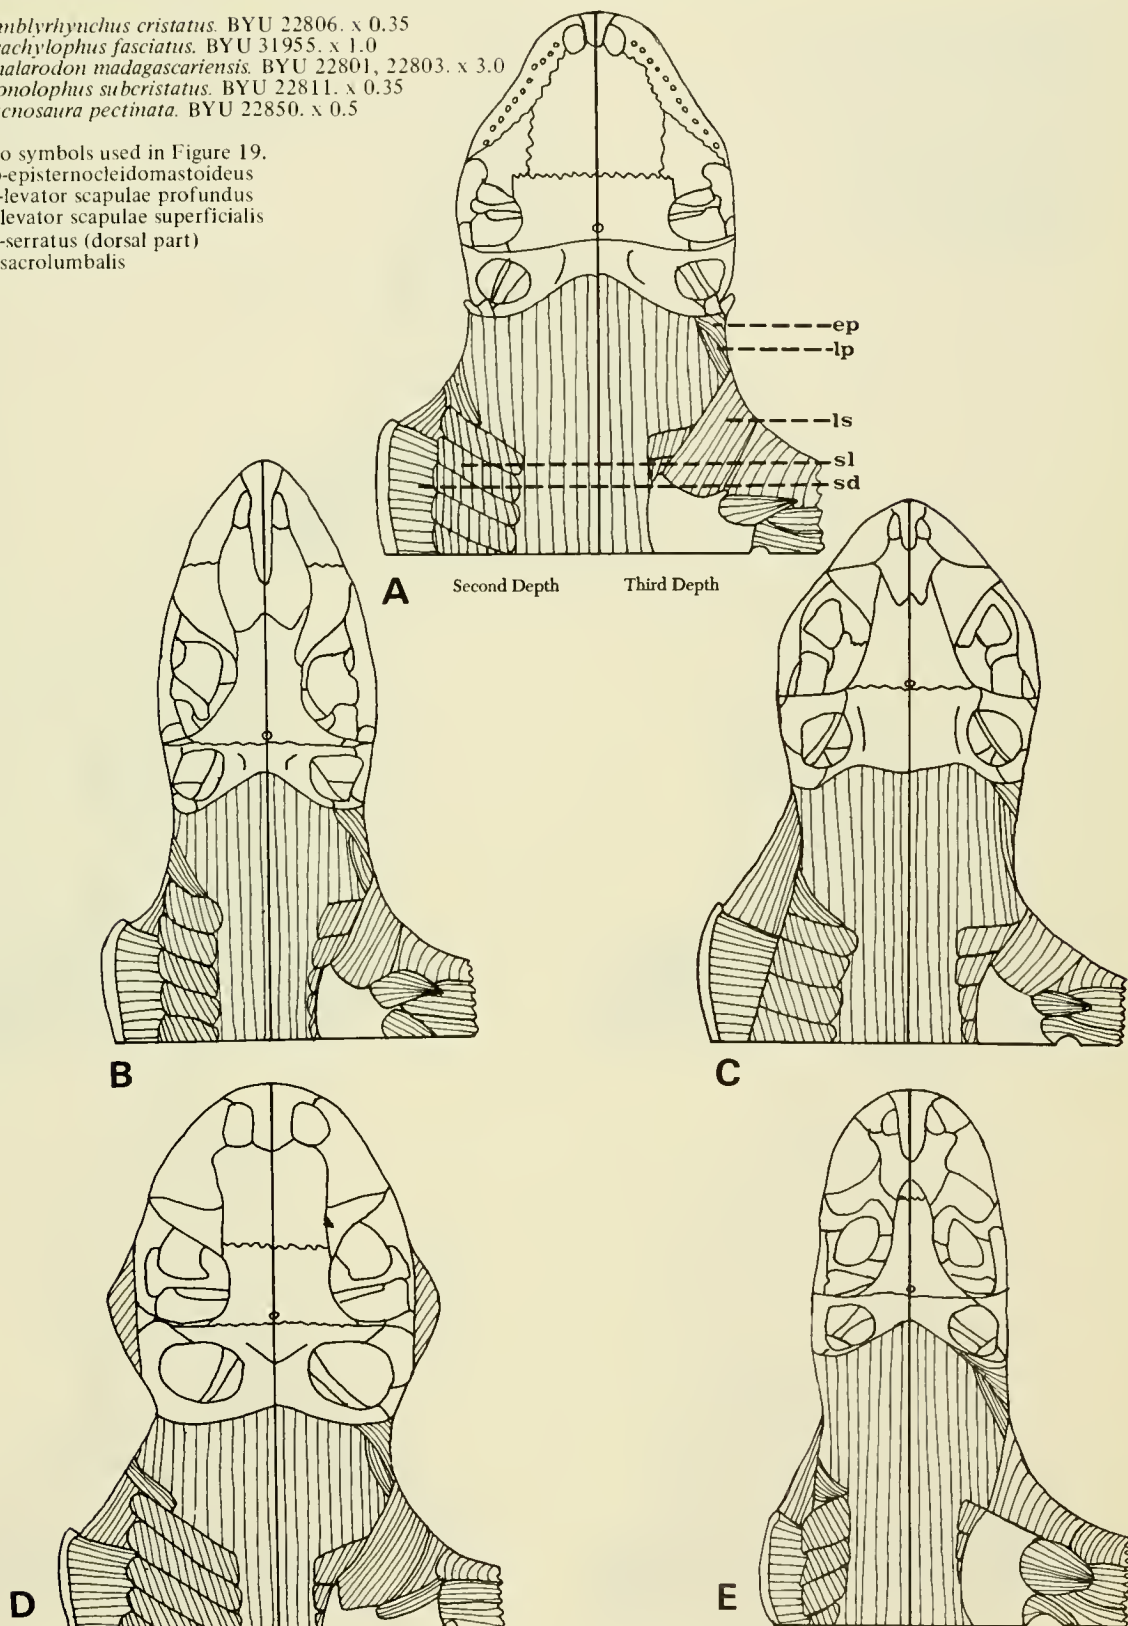 mblyrhynchus cristatus. BYU 22806. x 0.35
rachylophus fasciatus. BYU 31955. x 1.0
halarodon madagascariensis. BYU 22801, 22803. x 3.0
onolophus subcristatus. BYU 22811. x 0.35
enosaura pectinata. BYU 22850. x 0.5
o symbols used in Figure 19.
-episternocleidomastoideus
-levator scapulae profundus
levator scapulae superficialis
-serratus (dorsal part)
sacrolumbalis
ep
lp
ls
sl
sd
A
Second Depth
Third Depth
B
C
D
E